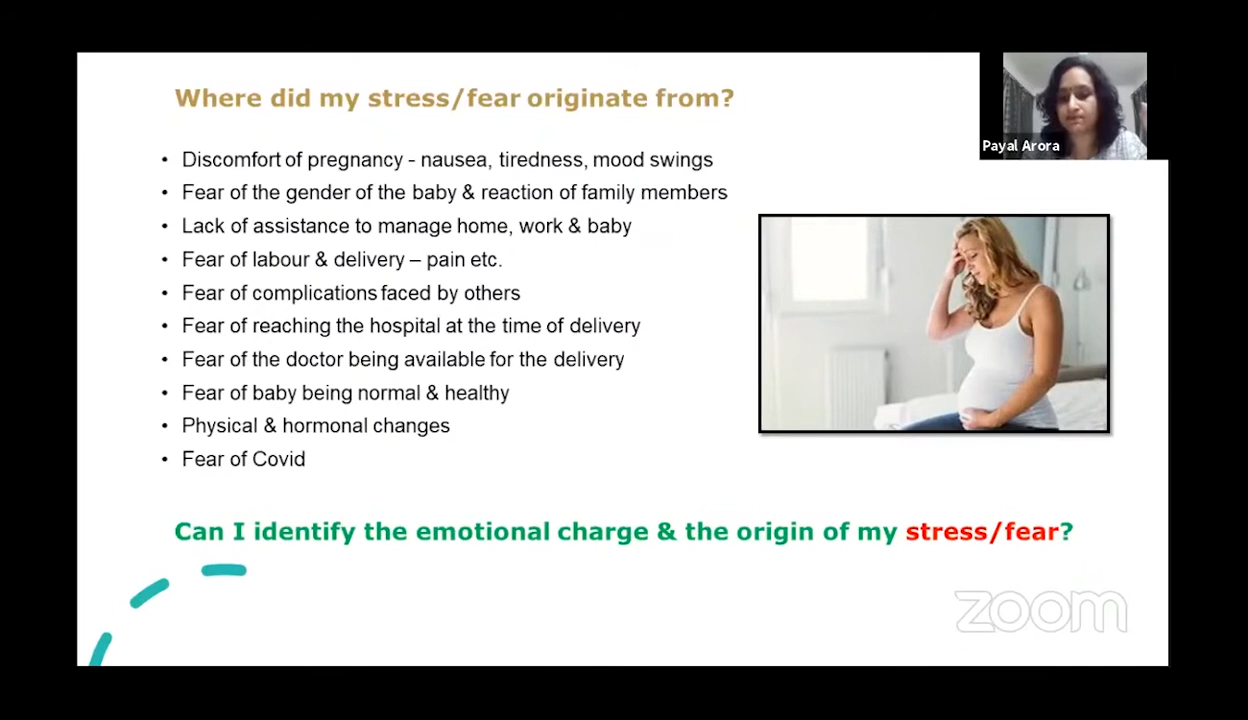 Where did my stress/fear originate from?
Payal Arora
• Discomfort of pregnancy - nausea, tiredness, mood swings
• Fear of the gender of the baby & reaction of family members
• Lack of assistance to manage home, work & baby
• Fear of labour & delivery – pain etc.
• Fear of complications faced by others
• Fear of reaching the hospital at the time of delivery
• Fear of the doctor being available for the delivery
• Fear of baby being normal & healthy
• Physical & hormonal changes
• Fear of Covid
Can I identify the emotional charge & the origin of my stress/fear?
zoom